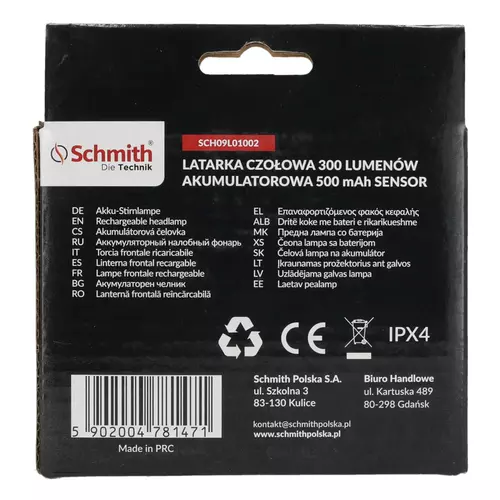 SCH09L01002
Schmith
Die Technik
LATARKA CZOŁOWA 300 LUMENÓW
AKUMULATOROWA 500 mAh SENSOR
DE Akku-Stirnlampe
EN Rechargeable headlamp
CS Akumulátorová čelovka
RU Аккумуляторный налобный фонарь
IT Torcia frontale ricaricabile
ES Linterna frontal recargable
FR Lampe frontale rechargeable
BG Акумулаторен челник
RO Lanternă frontală reîncărcabilă
EL Επαναφορτιζόμενος φακός κεφαλής
ALB Dritë koke me bateri e rikarikueshme
MK Предна лампа со батерија
XS Čeona lampa sa baterijom
SK Čelová lampa na akumulátor
LT Įkraunamas prožektorius ant galvos
LV Uzlādējama galvas lampa
EE Laetav pealamp
CE
IPX4
Schmith Polska S.A.
ul. Szkolna 3
83-130 Kulice
Biuro Handlowe
ul. Kartuska 489
80-298 Gdańsk
kontakt@schmithpolska.pl
www.schmithpolska.pl
5 902004 781471
Made in PRC